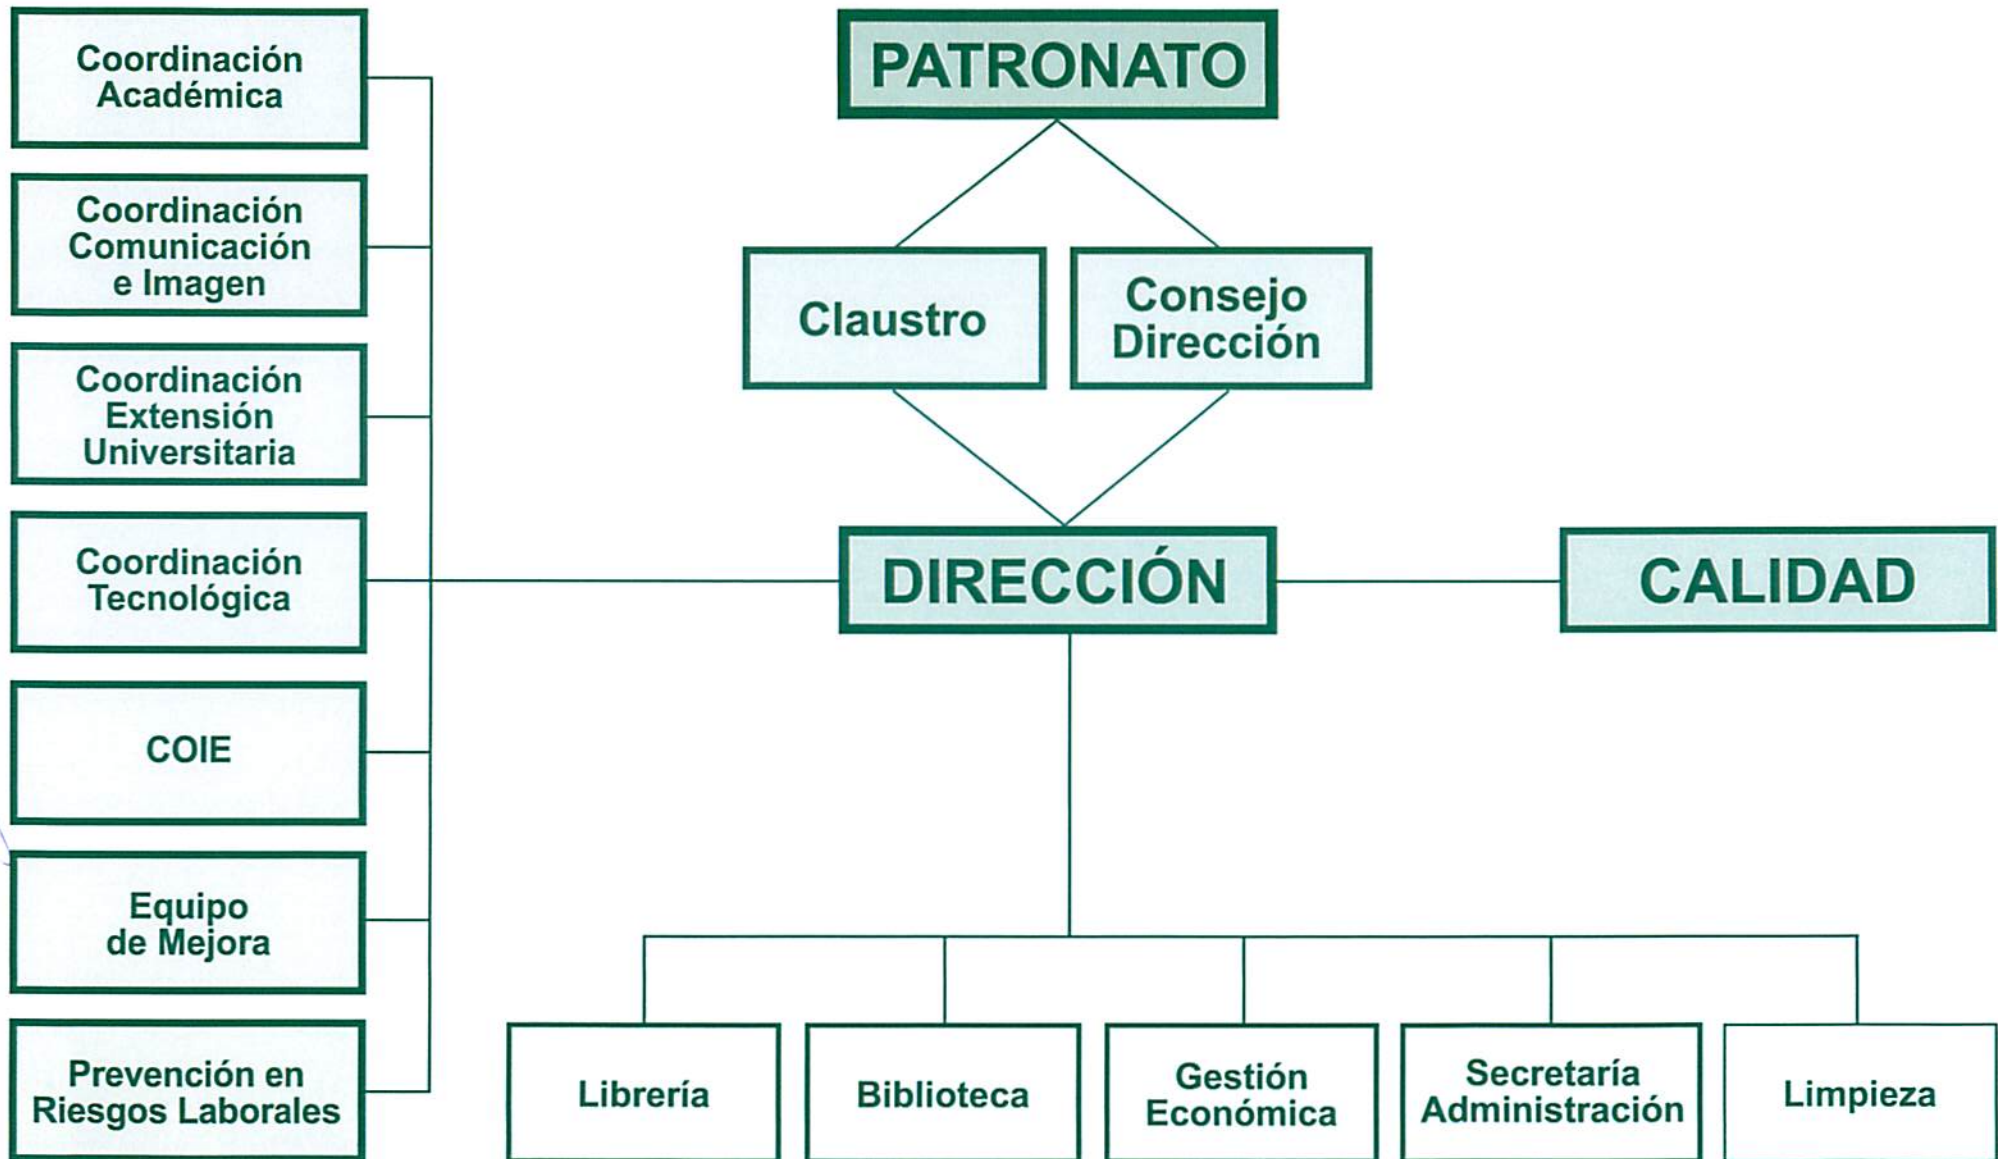 Coordinación
Académica
PATRONATO
Coordinación
Comunicación
e Imagen
Claustro
Consejo
Dirección
Coordinación
Extensión
Universitaria
Coordinación
Tecnológica
DIRECCIÓN
CALIDAD
COIE
Equipo
de Mejora
Prevención en
Riesgos Laborales
Librería
Biblioteca
Gestión
Económica
Secretaría
Administración
Limpieza